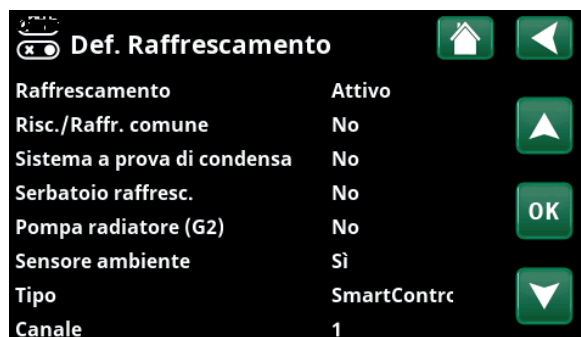 Def. Raffrescamento
Raffrescamento Attivo
Risc./Raffr. comune No
Sistema a prova di condensa No
Serbatoio raffresc. No
Pompa radiatore (G2) No
OK
Sensore ambiente Sì
Tipo SmartContrc
Canale 1